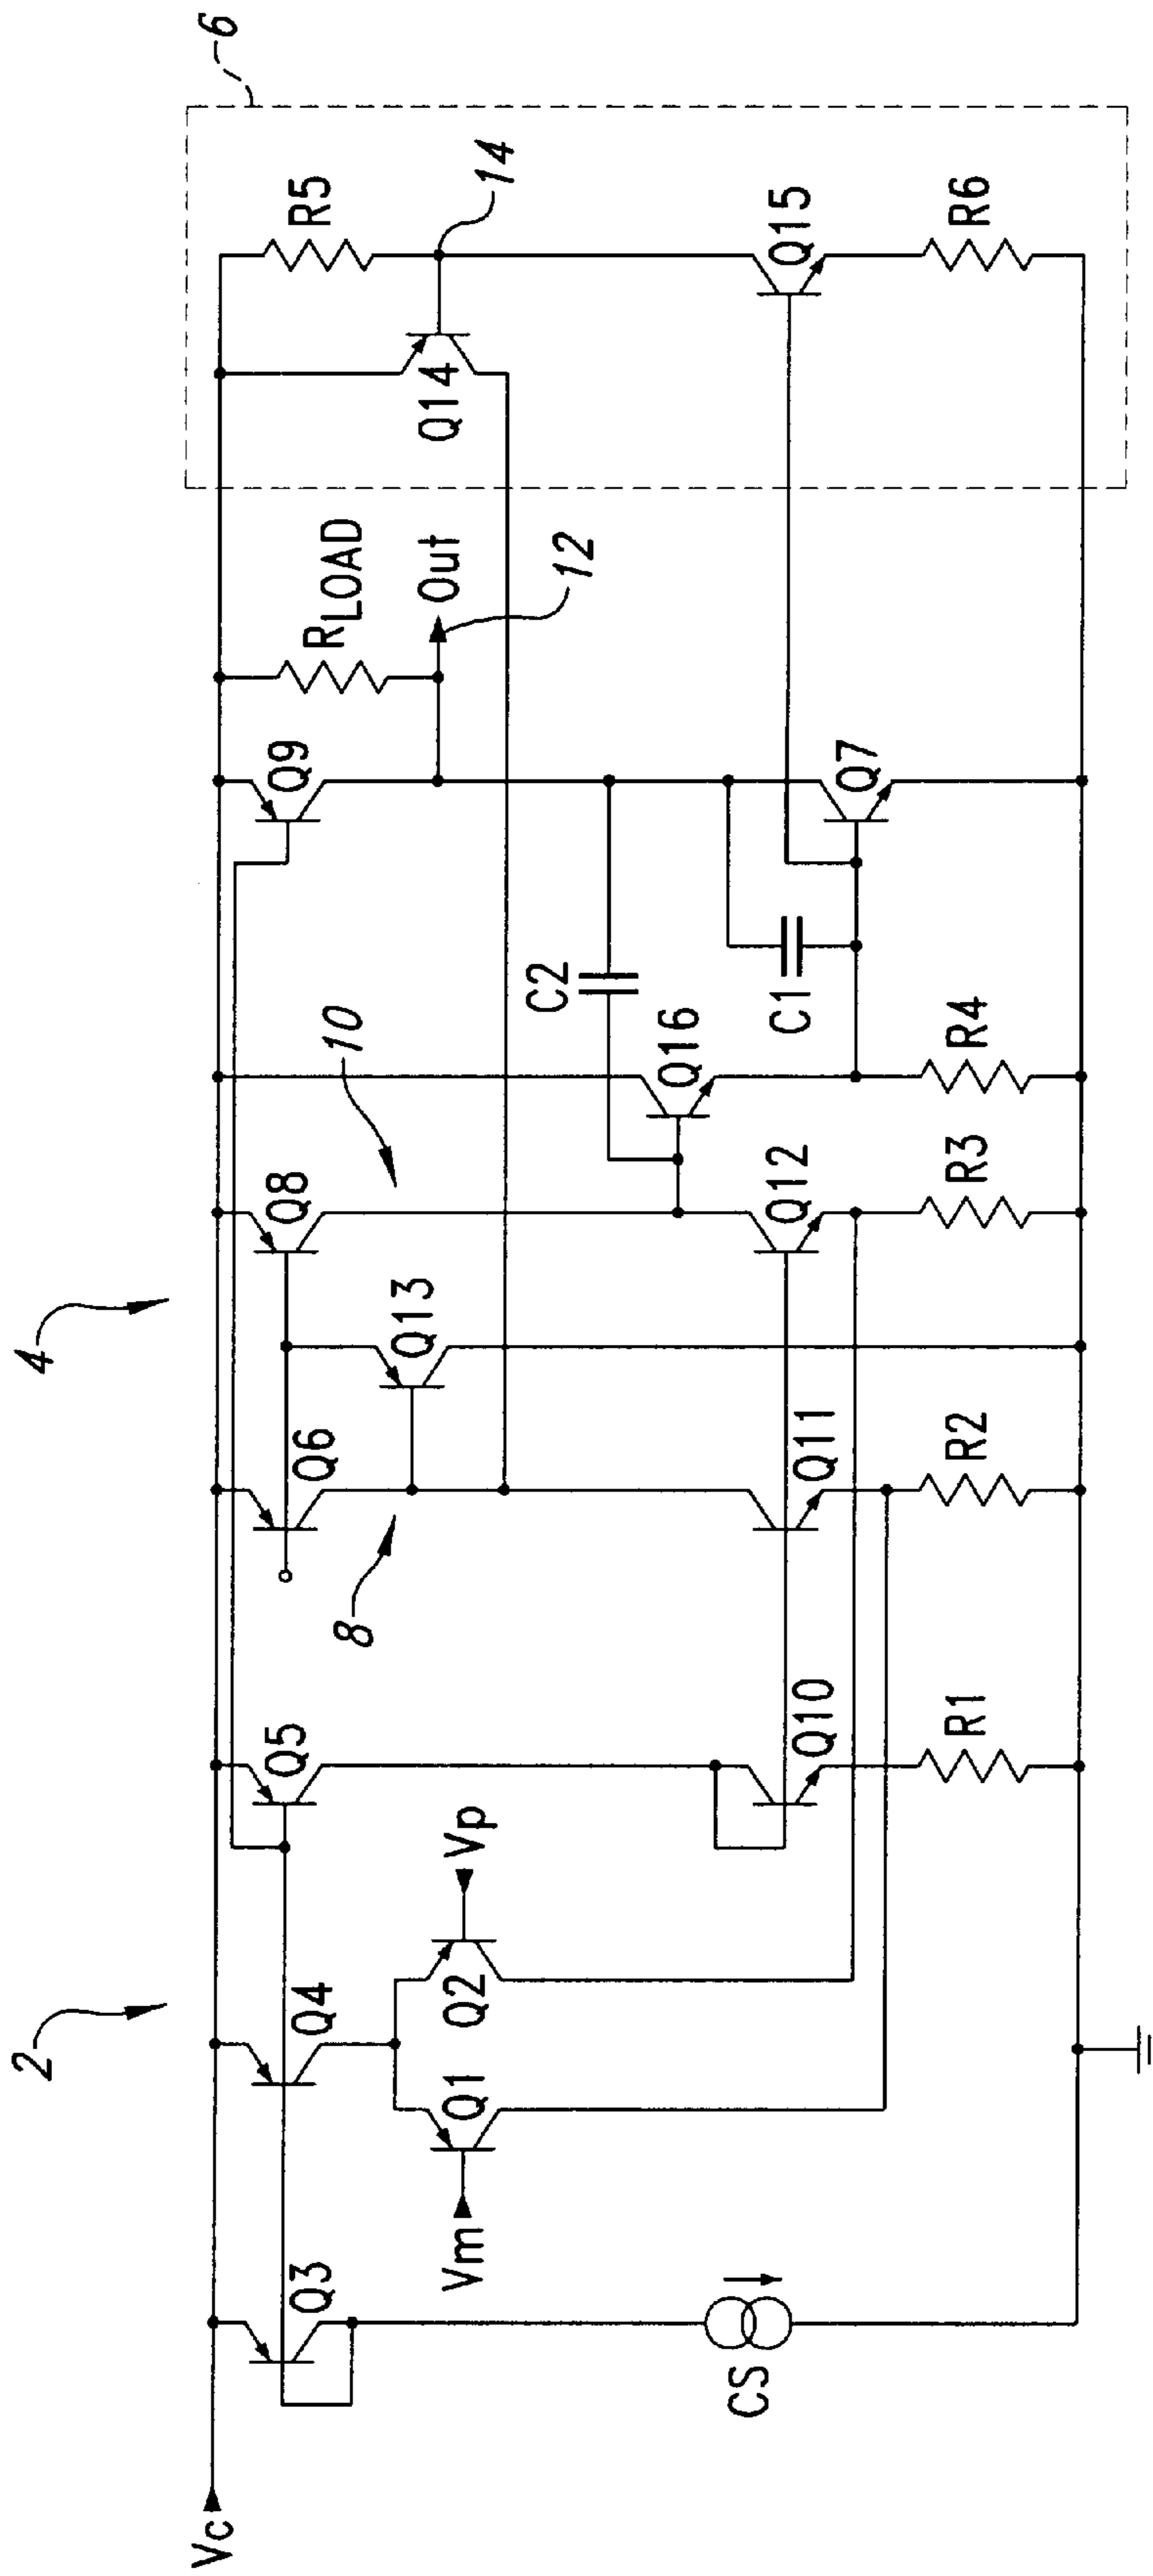 2
4
6
Vc
Q3
CS
Q4
Vm
Q1
Q2
Vp
Q5
Q10
R1
8
Q6
Q11
R2
Q13
Q8
10
Q12
R3
C2
Q16
R4
C1
Q9
Q7
RLOAD
Out
12
Q14
R5
14
Q15
R6